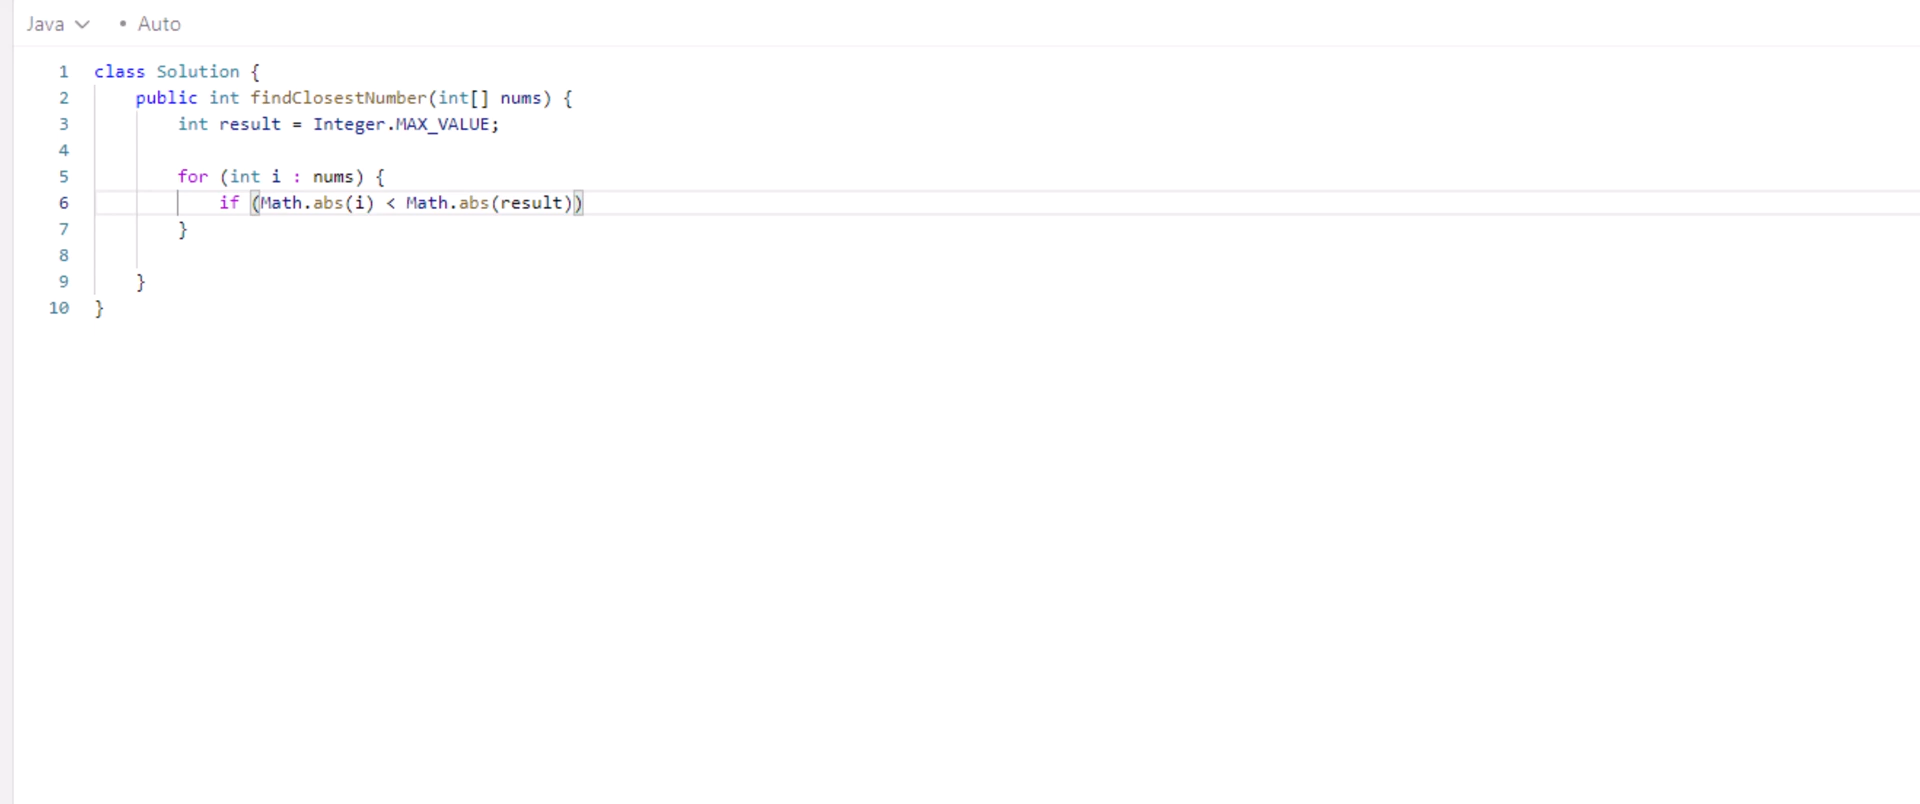 Java • Auto
1 class Solution {
2 public int findClosestNumber(int[] nums) {
3 int result = Integer.MAX_VALUE;
4
5 for (int i : nums) {
6 if (Math.abs(i) < Math.abs(result))
7 }
8
9 }
10 }